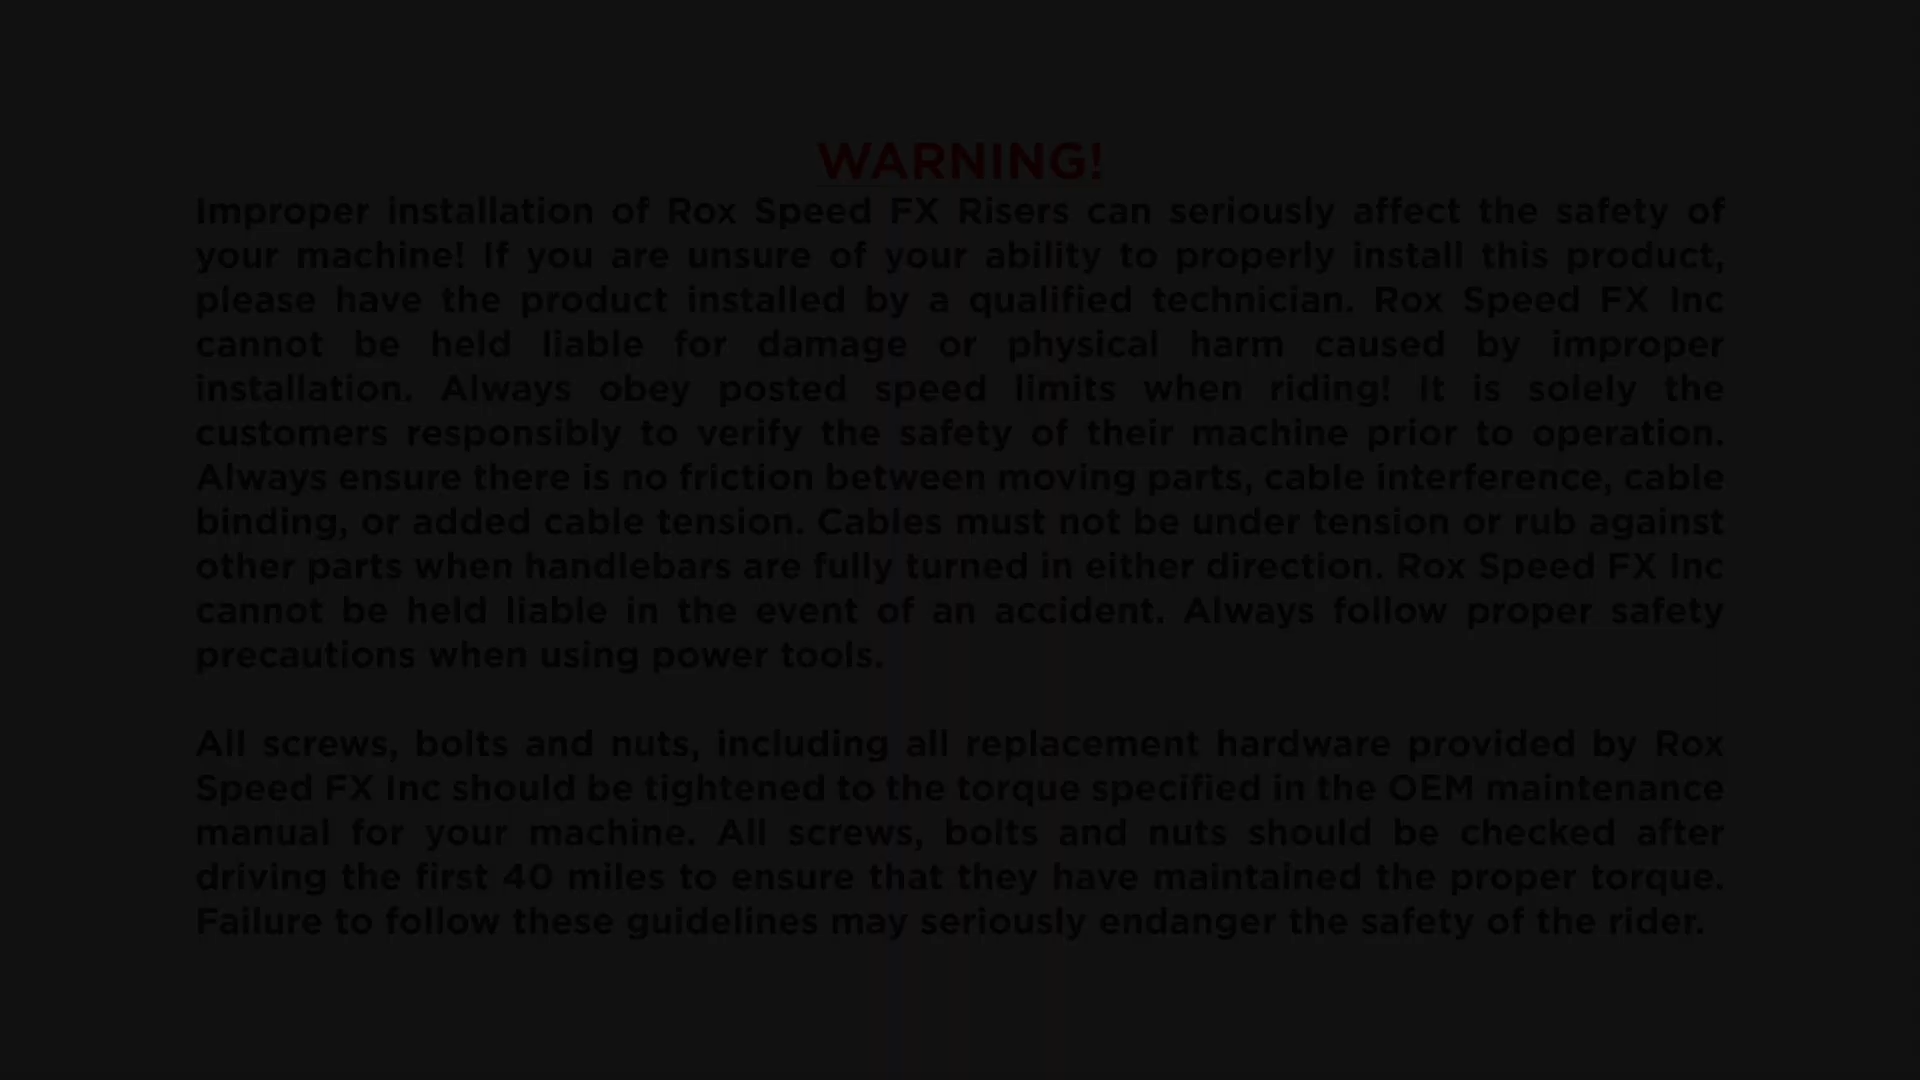 WARNING!
Improper installation of Rox Speed FX Risers can seriously affect the safety of
your machine! If you are unsure of your ability to properly install this product,
please have the product installed by a qualified technician. Rox Speed FX Inc
cannot be held liable for damage or physical harm caused by improper
installation. Always obey posted speed limits when riding! It is solely the
customers responsibly to verify the safety of their machine prior to operation.
Always ensure there is no friction between moving parts, cable interference, cable
binding, or added cable tension. Cables must not be under tension or rub against
other parts when handlebars are fully turned in either direction. Rox Speed FX Inc
cannot be held liable in the event of an accident. Always follow proper safety
precautions when using power tools.
All screws, bolts and nuts, including all replacement hardware provided by Rox
Speed FX Inc should be tightened to the torque specified in the OEM maintenance
manual for your machine. All screws, bolts and nuts should be checked after
driving the first 40 miles to ensure that they have maintained the proper torque.
Failure to follow these guidelines may seriously endanger the safety of the rider.